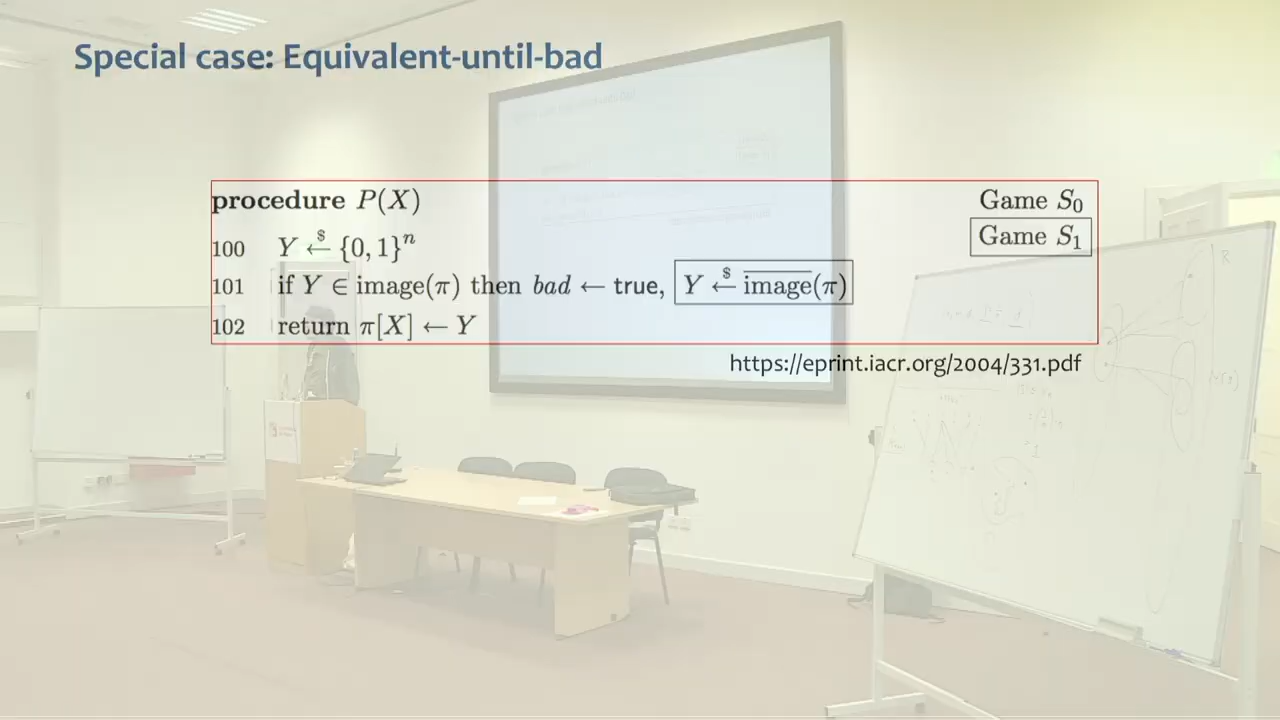 Special case: Equivalent-until-bad
procedure P(X)
Game S₀
Game S₁
100 Y ←$ {0, 1}ⁿ
101 if Y ∈ image(π) then bad ← true, Y ←$ i̅m̅a̅g̅e̅(π)
102 return π[X] ← Y
https://eprint.iacr.org/2004/331.pdf